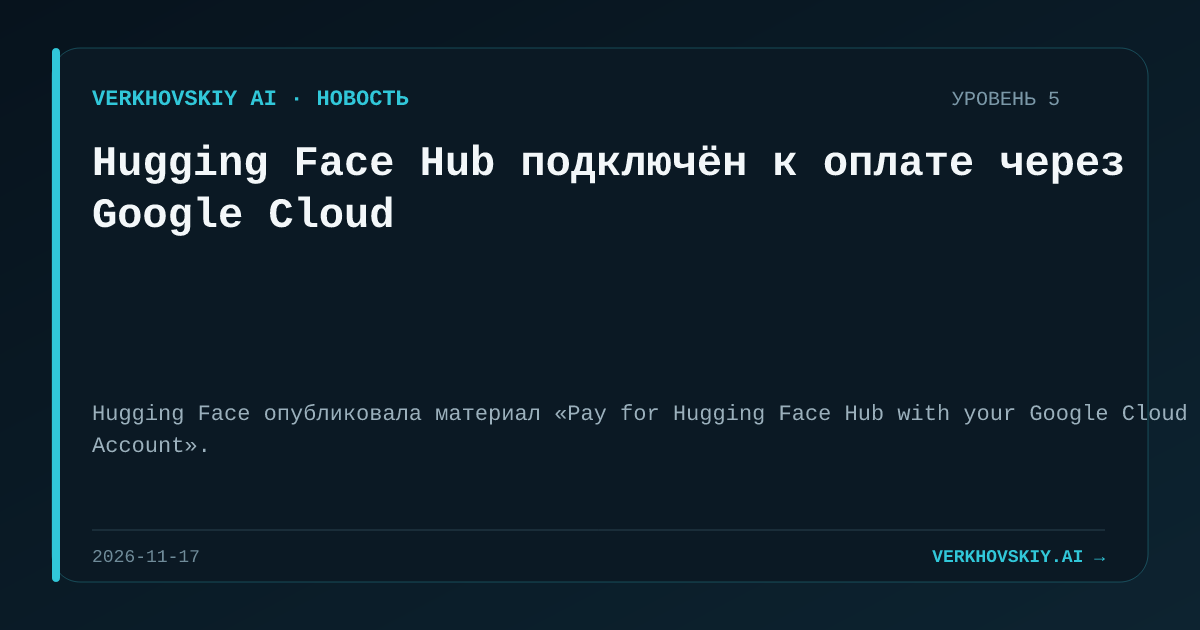 VERKHOVSKIY AI · НОВОСТЬ
УРОВЕНЬ 5
Hugging Face Hub подключён к оплате через
Google Cloud
Hugging Face опубликовала материал «Pay for Hugging Face Hub with your Google Cloud
Account».
2026-11-17
VERKHOVSKIY.AI →